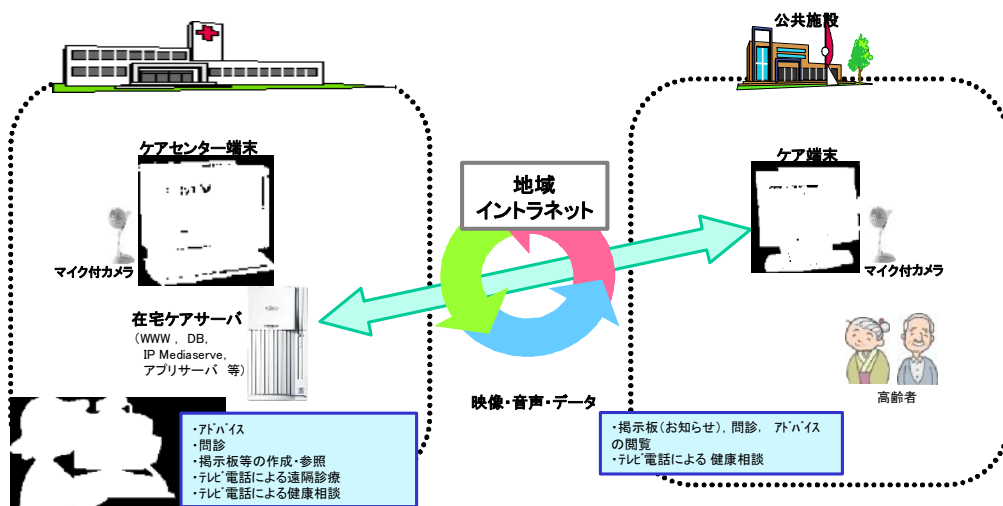 公共施設
ケアセンター端末
マイク付カメラ
在宅ケアサーバ
(WWW , DB,
IP Mediaserve,
アプリサーバ 等)
・アドバイス
・問診
・掲示板等の作成・参照
・テレビ電話による遠隔診療
・テレビ電話による健康相談
地域
イントラネット
映像・音声・データ
ケア端末
マイク付カメラ
高齢者
・掲示板(お知らせ), 問診, アドバイス
の閲覧
・テレビ電話による 健康相談